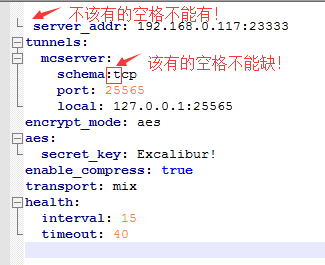 不该有的空格不能有！
 server_addr: 192.168.0.117:23333
tunnels:
  mcserver:
    schema:tcp
    port: 25565
    local: 127.0.0.1:25565
该有的空格不能缺！
encrypt_mode: aes
aes:
  secret_key: Excalibur!
enable_compress: true
transport: mix
health:
  interval: 15
  timeout: 40